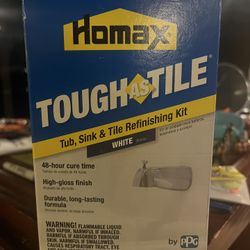 Homax
TOUGH AS TILE
Tub, Sink & Tile Refinishing Kit
WHITE
48-hour cure time
High-gloss finish
Durable, long-lasting
formula
WARNING! FLAMMABLE! LIQUID
AND VAPOR. HARMFUL IF INHALED.
HARMFUL IF ABSORBED THROUGH
SKIN. HARMFUL IF SWALLOWED.
CAUSES RESPIRATORY TRACT, EYE
by PPG